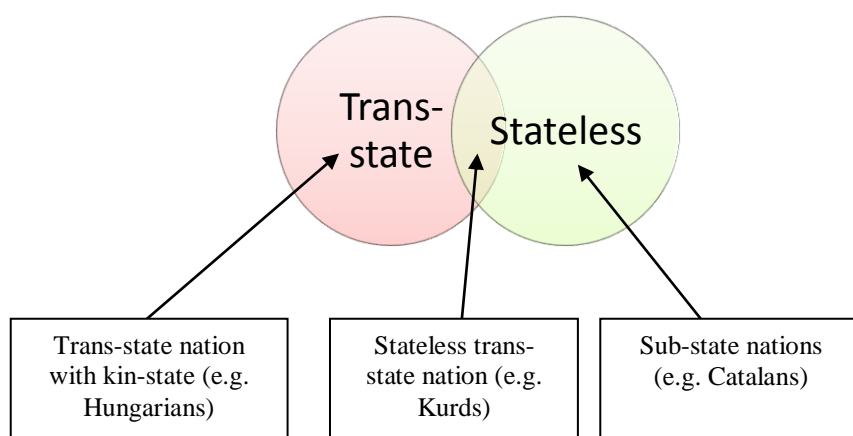 Trans-
state
Stateless
Trans-state nation
with kin-state (e.g.
Hungarians)
Stateless trans-
state nation (e.g.
Kurds)
Sub-state nations
(e.g. Catalans)